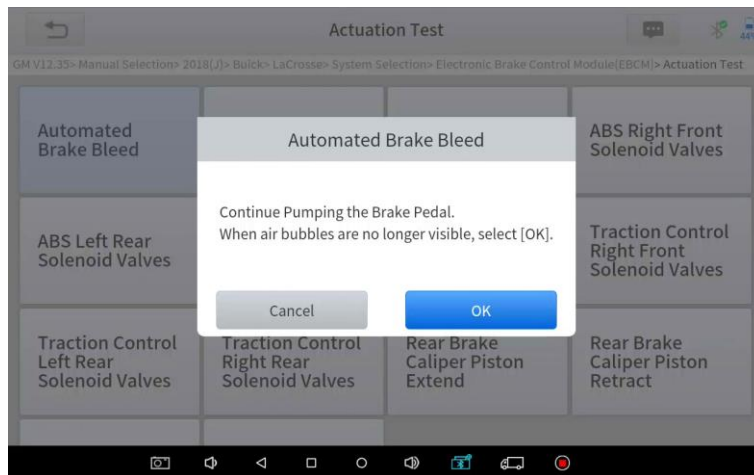 Actuation Test
44%
GM V12.35> Manual Selection> 2018(J)> Buick> LaCrosse> System Selection> Electronic Brake Control Module(EBCM)> Actuation Test
Automated
Brake Bleed
ABS Right Front
Solenoid Valves
Automated Brake Bleed
Continue Pumping the Brake Pedal.
When air bubbles are no longer visible, select [OK].
Cancel
OK
ABS Left Rear
Solenoid Valves
Traction Control
Right Front
Solenoid Valves
Traction Control
Left Rear
Solenoid Valves
Traction Control
Right Rear
Solenoid Valves
Rear Brake
Caliper Piston
Extend
Rear Brake
Caliper Piston
Retract